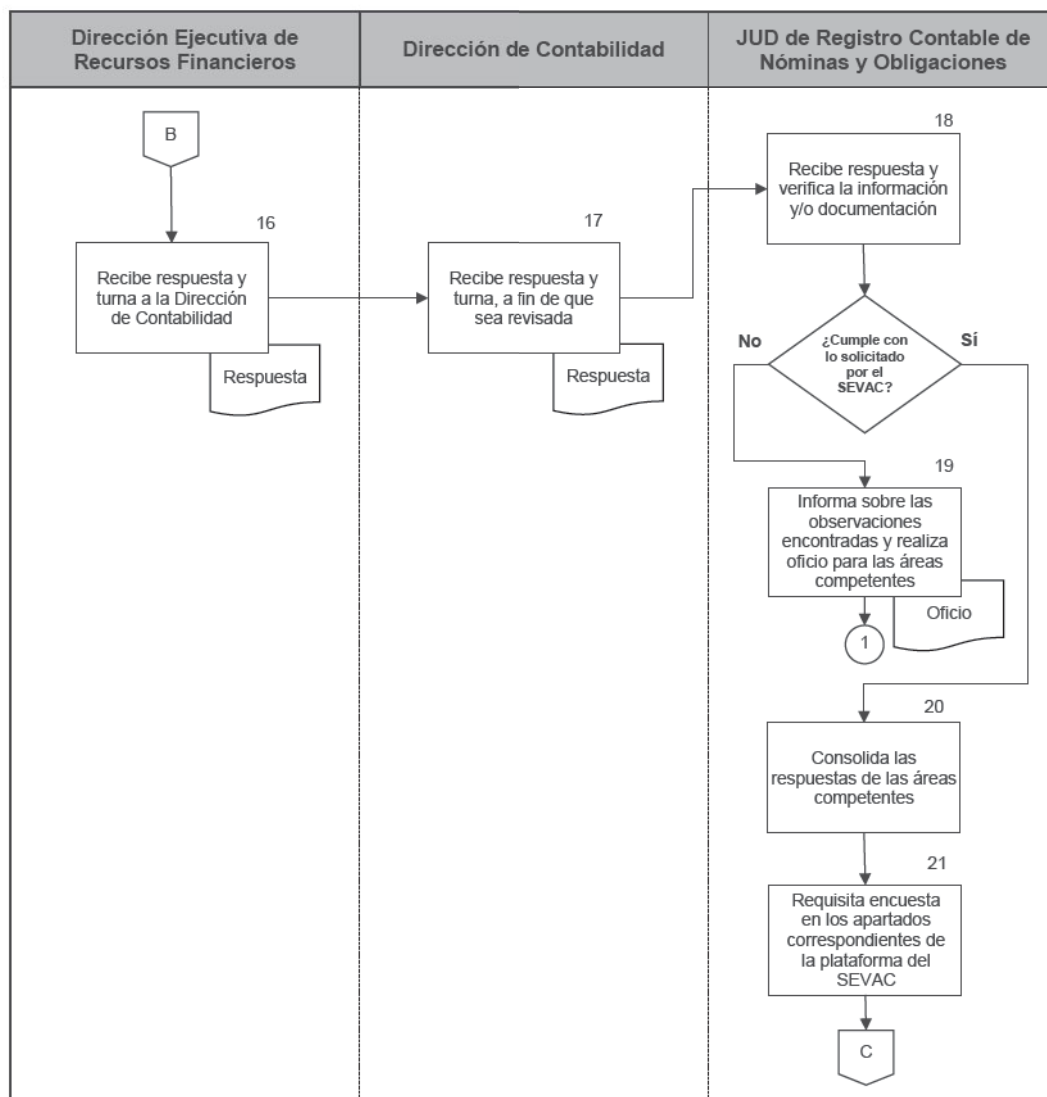 Dirección Ejecutiva de
Recursos Financieros
Dirección de Contabilidad
JUD de Registro Contable de
Nóminas y Obligaciones
B
16
Recibe respuesta y
turna a la Dirección
de Contabilidad
Respuesta
17
Recibe respuesta y
turna, a fin de que
sea revisada
Respuesta
18
Recibe respuesta y
verifica la información
y/o documentación
No
¿Cumple con
lo solicitado
por el
SEVAC?
Sí
19
Informa sobre las
observaciones
encontradas y realiza
oficio para las áreas
competentes
Oficio
1
20
Consolida las
respuestas de las áreas
competentes
21
Requisita encuesta
en los apartados
correspondientes de
la plataforma del
SEVAC
C